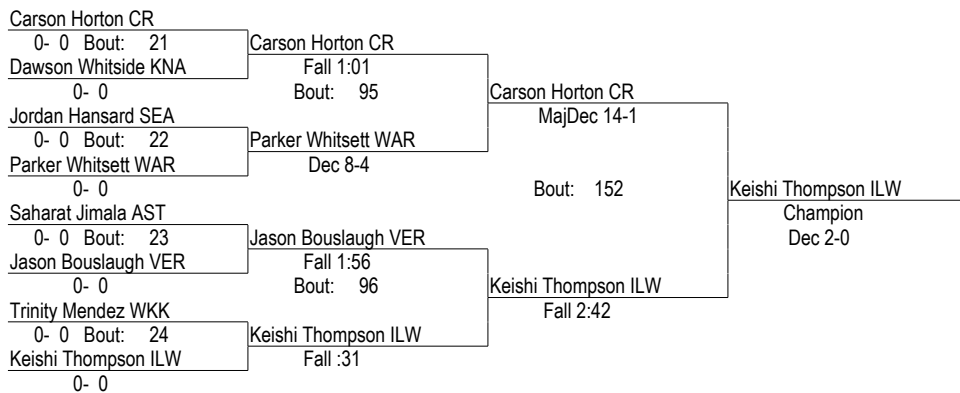 Carson Horton CR
0- 0 Bout: 21
Carson Horton CR
Dawson Whitside KNA
Fall 1:01
0- 0
Bout: 95
Carson Horton CR
Jordan Hansard SEA
MajDec 14-1
0- 0 Bout: 22
Parker Whitsett WAR
Parker Whitsett WAR
Dec 8-4
0- 0
Bout: 152
Keishi Thompson ILW
Saharat Jimala AST
Champion
0- 0 Bout: 23
Jason Bouslaugh VER
Dec 2-0
Jason Bouslaugh VER
Fall 1:56
0- 0
Bout: 96
Keishi Thompson ILW
Trinity Mendez WKK
Fall 2:42
0- 0 Bout: 24
Keishi Thompson ILW
Keishi Thompson ILW
Fall :31
0- 0